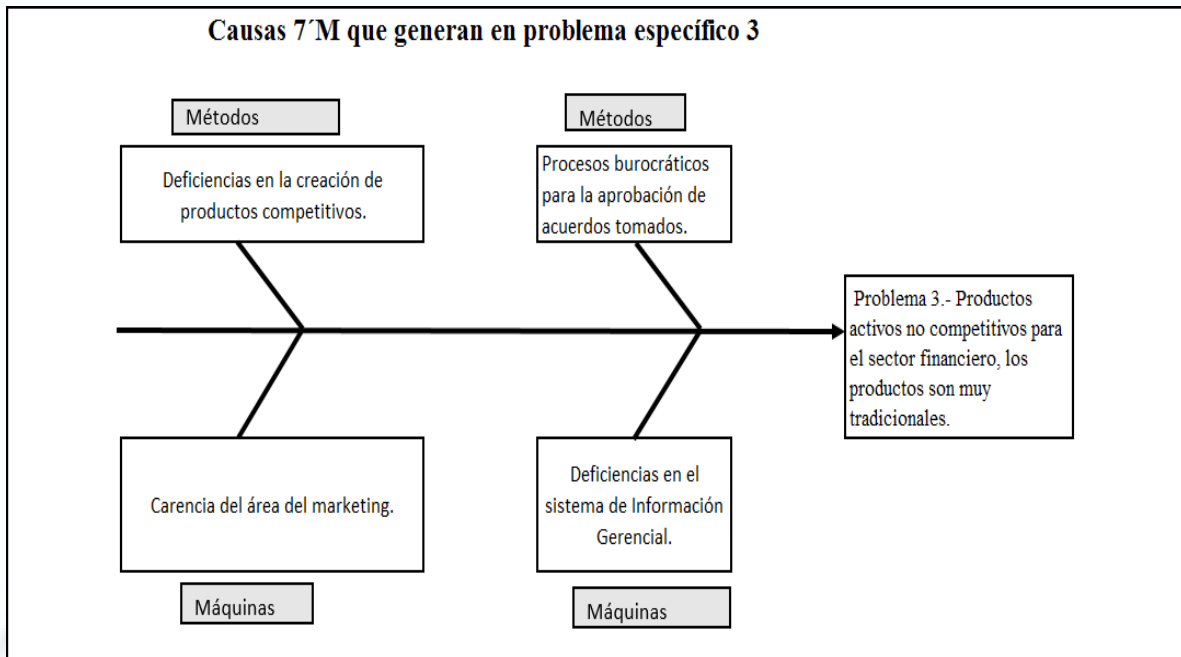 Causas 7´M que generan en problema específico 3
Métodos
Deficiencias en la creación de
productos competitivos.
Métodos
Procesos burocráticos
para la aprobación de
acuerdos tomados.
Problema 3.- Productos
activos no competitivos para
el sector financiero, los
productos son muy
tradicionales.
Carencia del área del marketing.
Máquinas
Deficiencias en el
sistema de Información
Gerencial.
Máquinas